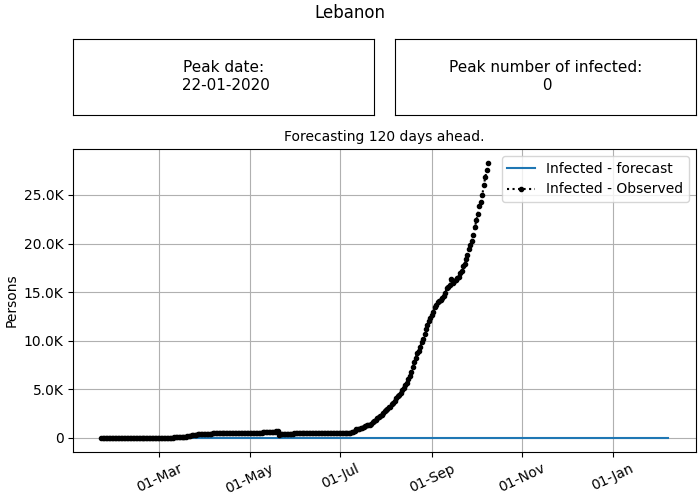 Lebanon
Peak date:
22-01-2020
Peak number of infected:
0
Forecasting 120 days ahead.
Infected - forecast
Infected - Observed
Persons
25.0K
20.0K
15.0K
10.0K
5.0K
0
01-Mar
01-May
01-Jul
01-Sep
01-Nov
01-Jan